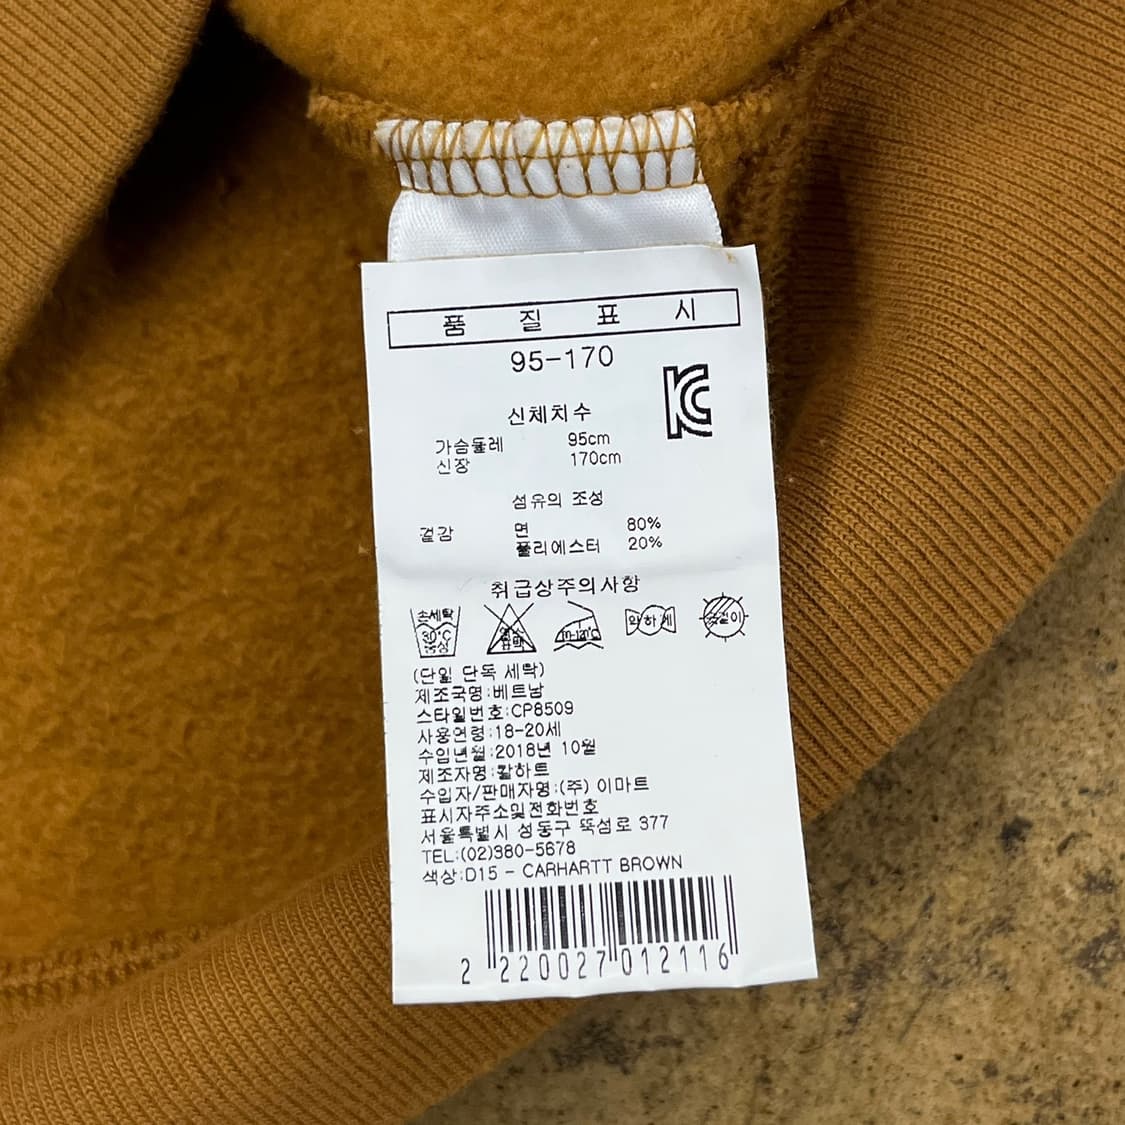 품 질 표 시
95-170
KC
신체치수
가슴둘레 95cm
신장 170cm
섬유의 조성
겉감 면 80%
폴리에스터 20%
취급상주의사항
손세탁 30°C 중성 염소 표백 약하게
(단일 단독 세탁)
제조국명:베트남
스타일번호:CP8509
사용연령:18-20세
수입년월:2018년 10월
제조자명:칼하트
수입자/판매자명:(주) 이마트
표시자주소및전화번호
서울특별시 성동구 뚝섬로 377
TEL:(02)380-5678
색상:D15 - CARHARTT BROWN
2 220027 012116